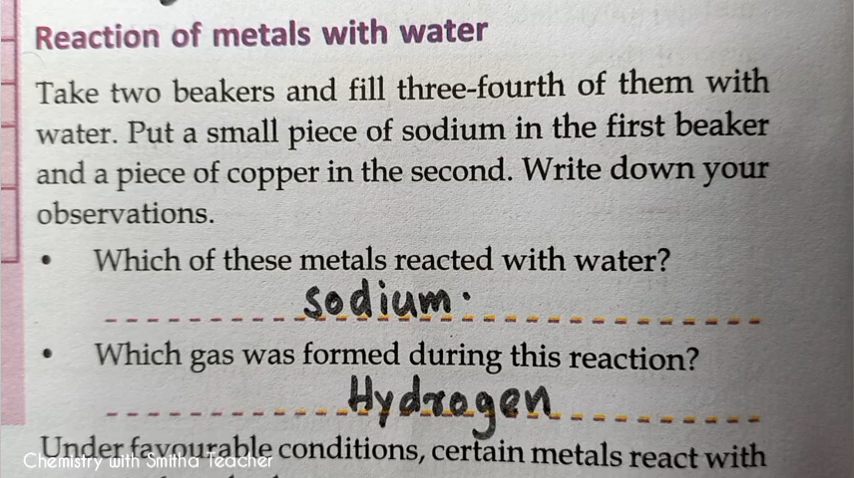 Reaction of metals with water
Take two beakers and fill three-fourth of them with
water. Put a small piece of sodium in the first beaker
and a piece of copper in the second. Write down your
observations.
• Which of these metals reacted with water?
sodium.
• Which gas was formed during this reaction?
Hydrogen
Under favourable conditions, certain metals react with
Chemistry with Smitha Teacher